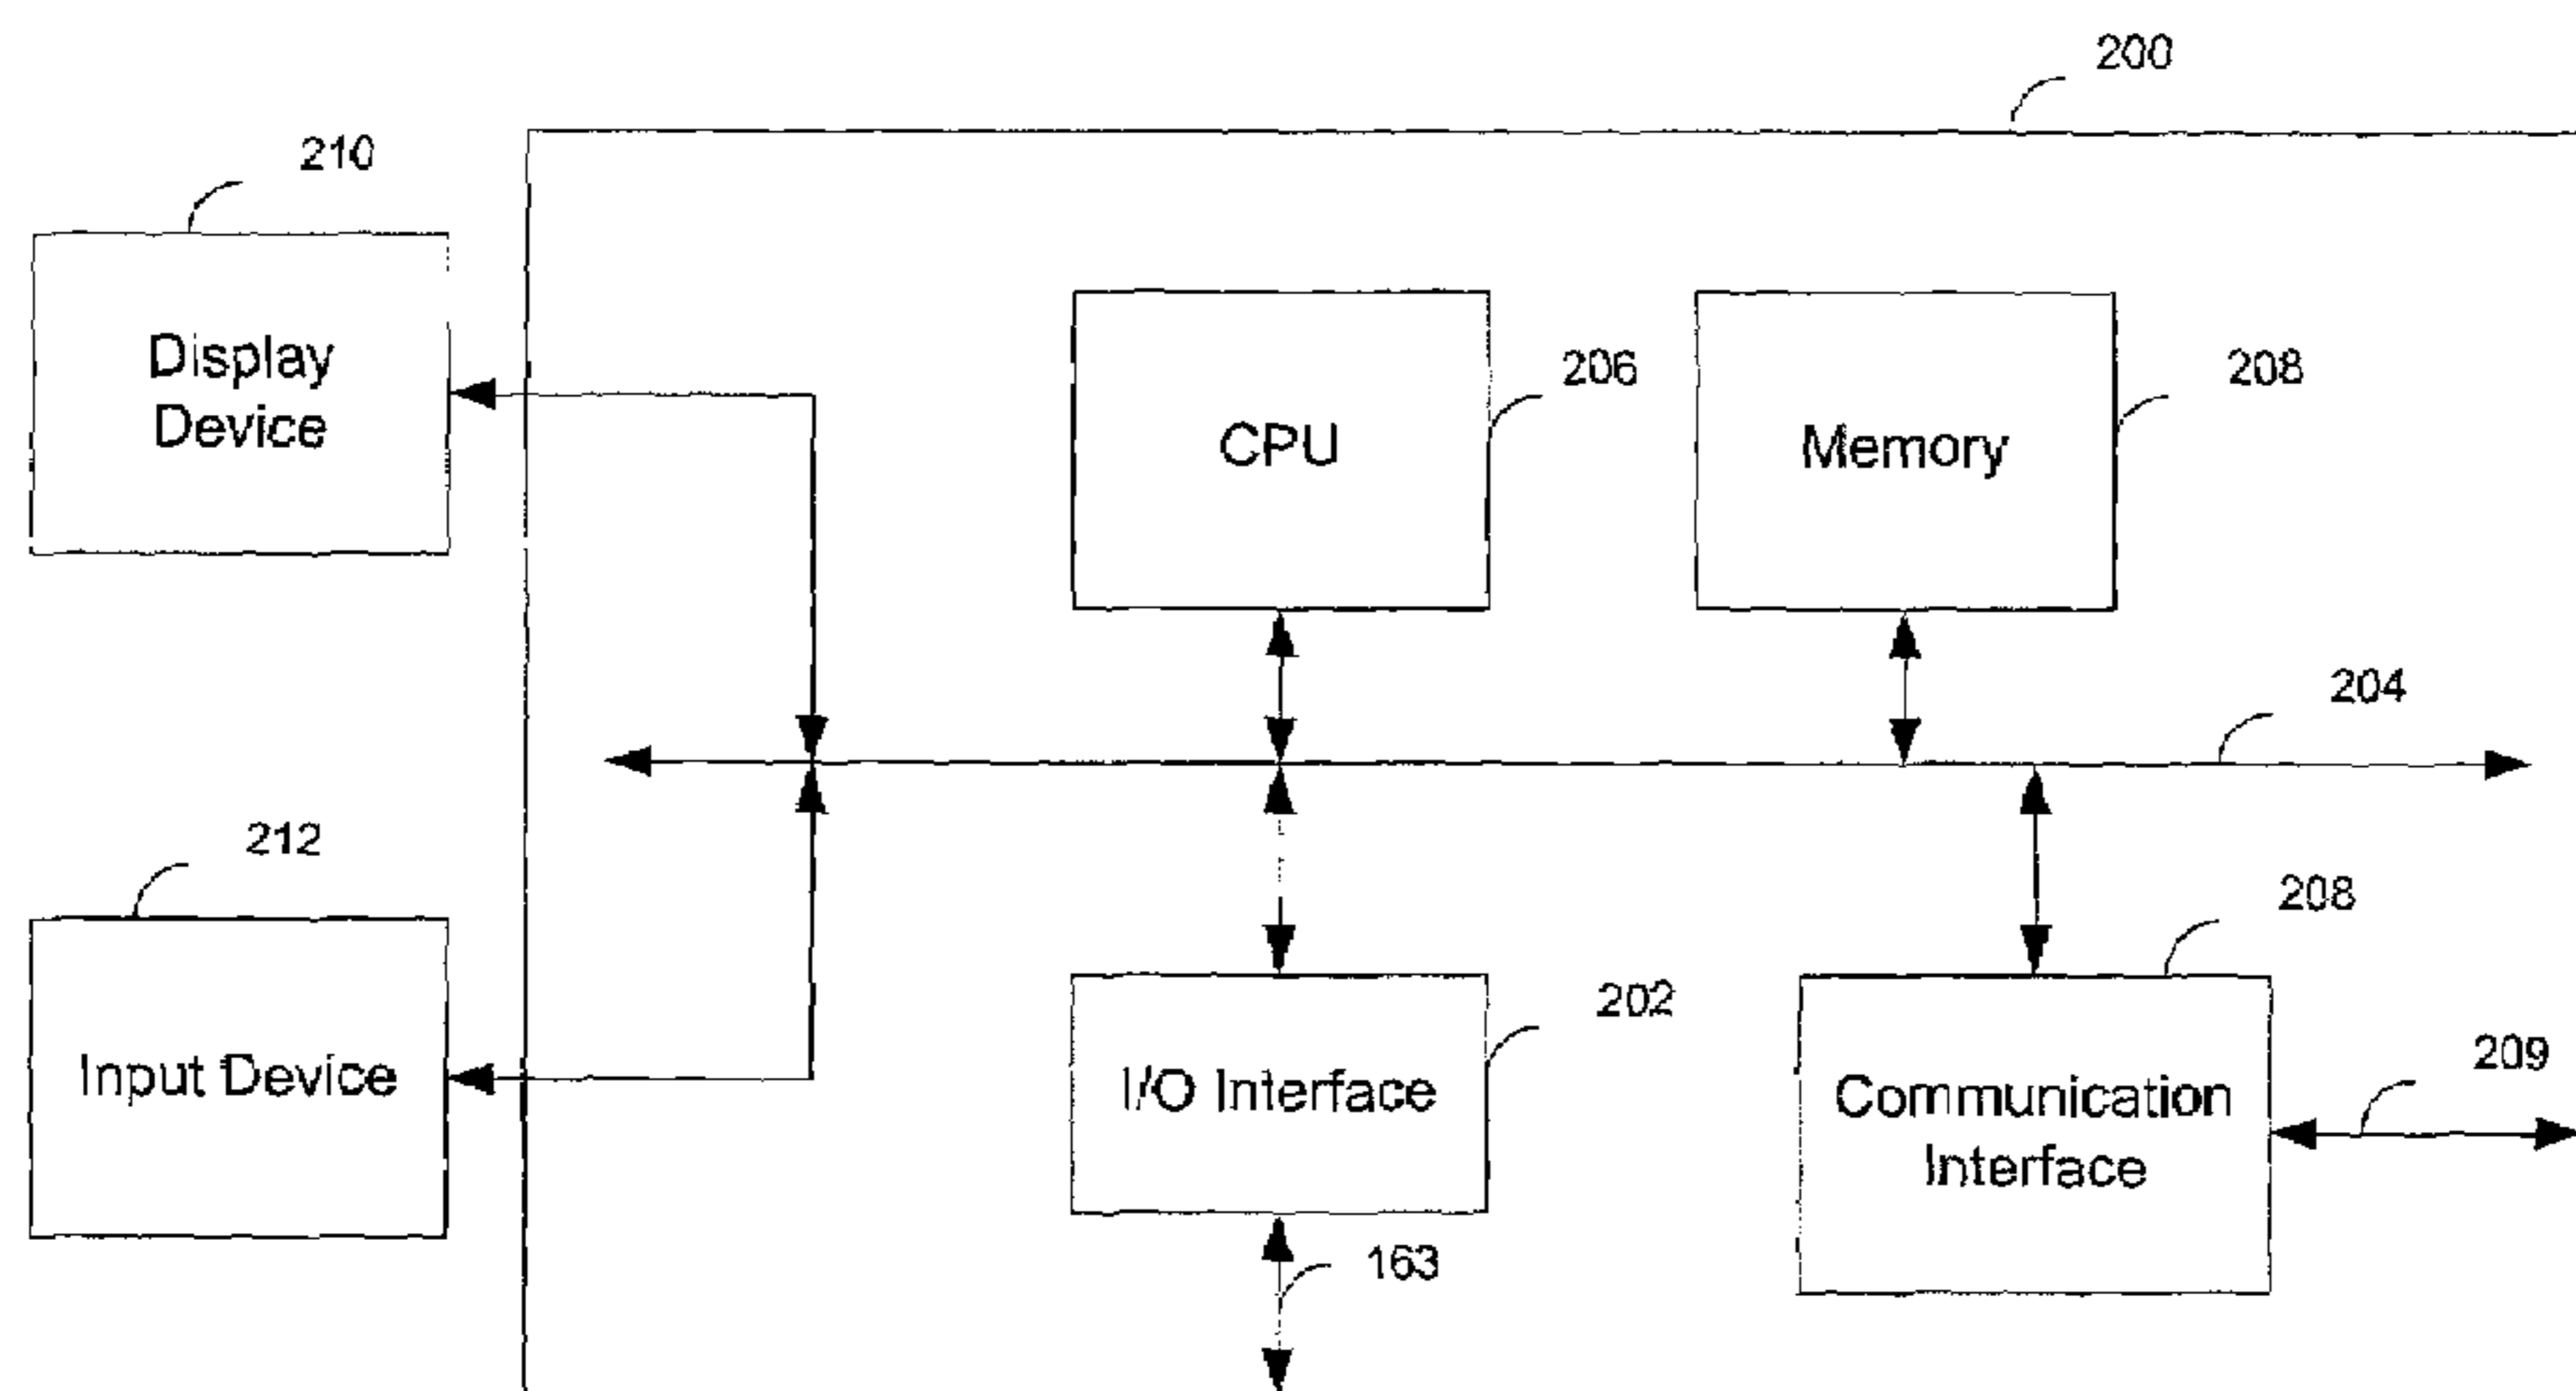 200
210
Display
Device
CPU
206
Memory
208
204
212
Input Device
I/O Interface
202
208
Communication
Interface
209
163